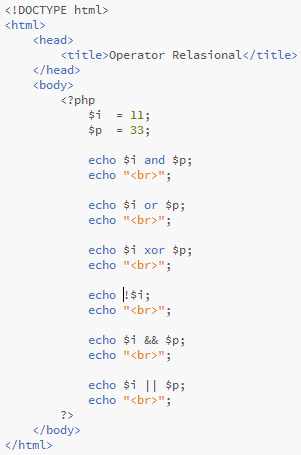 <!DOCTYPE html>
<html>
<head>
<title>Operator Relasional</title>
</head>
<body>
<?php
$i = 11;
$p = 33;
echo $i and $p;
echo "<br>";
echo $i or $p;
echo "<br>";
echo $i xor $p;
echo "<br>";
echo !$i;
echo "<br>";
echo $i && $p;
echo "<br>";
echo $i || $p;
echo "<br>";
?>
</body>
</html>